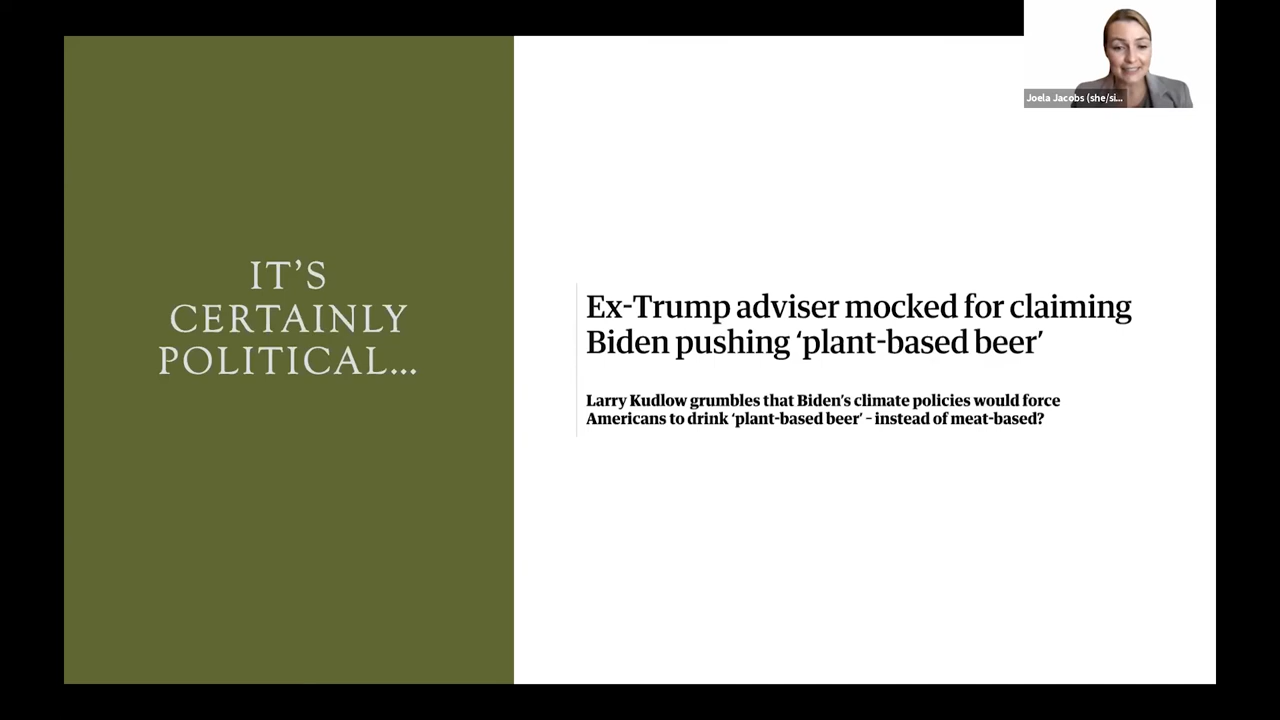 Joela Jacobs (she/si...
IT’S
CERTAINLY
POLITICAL...
Ex-Trump adviser mocked for claiming
Biden pushing ‘plant-based beer’
Larry Kudlow grumbles that Biden’s climate policies would force
Americans to drink ‘plant-based beer’ – instead of meat-based?